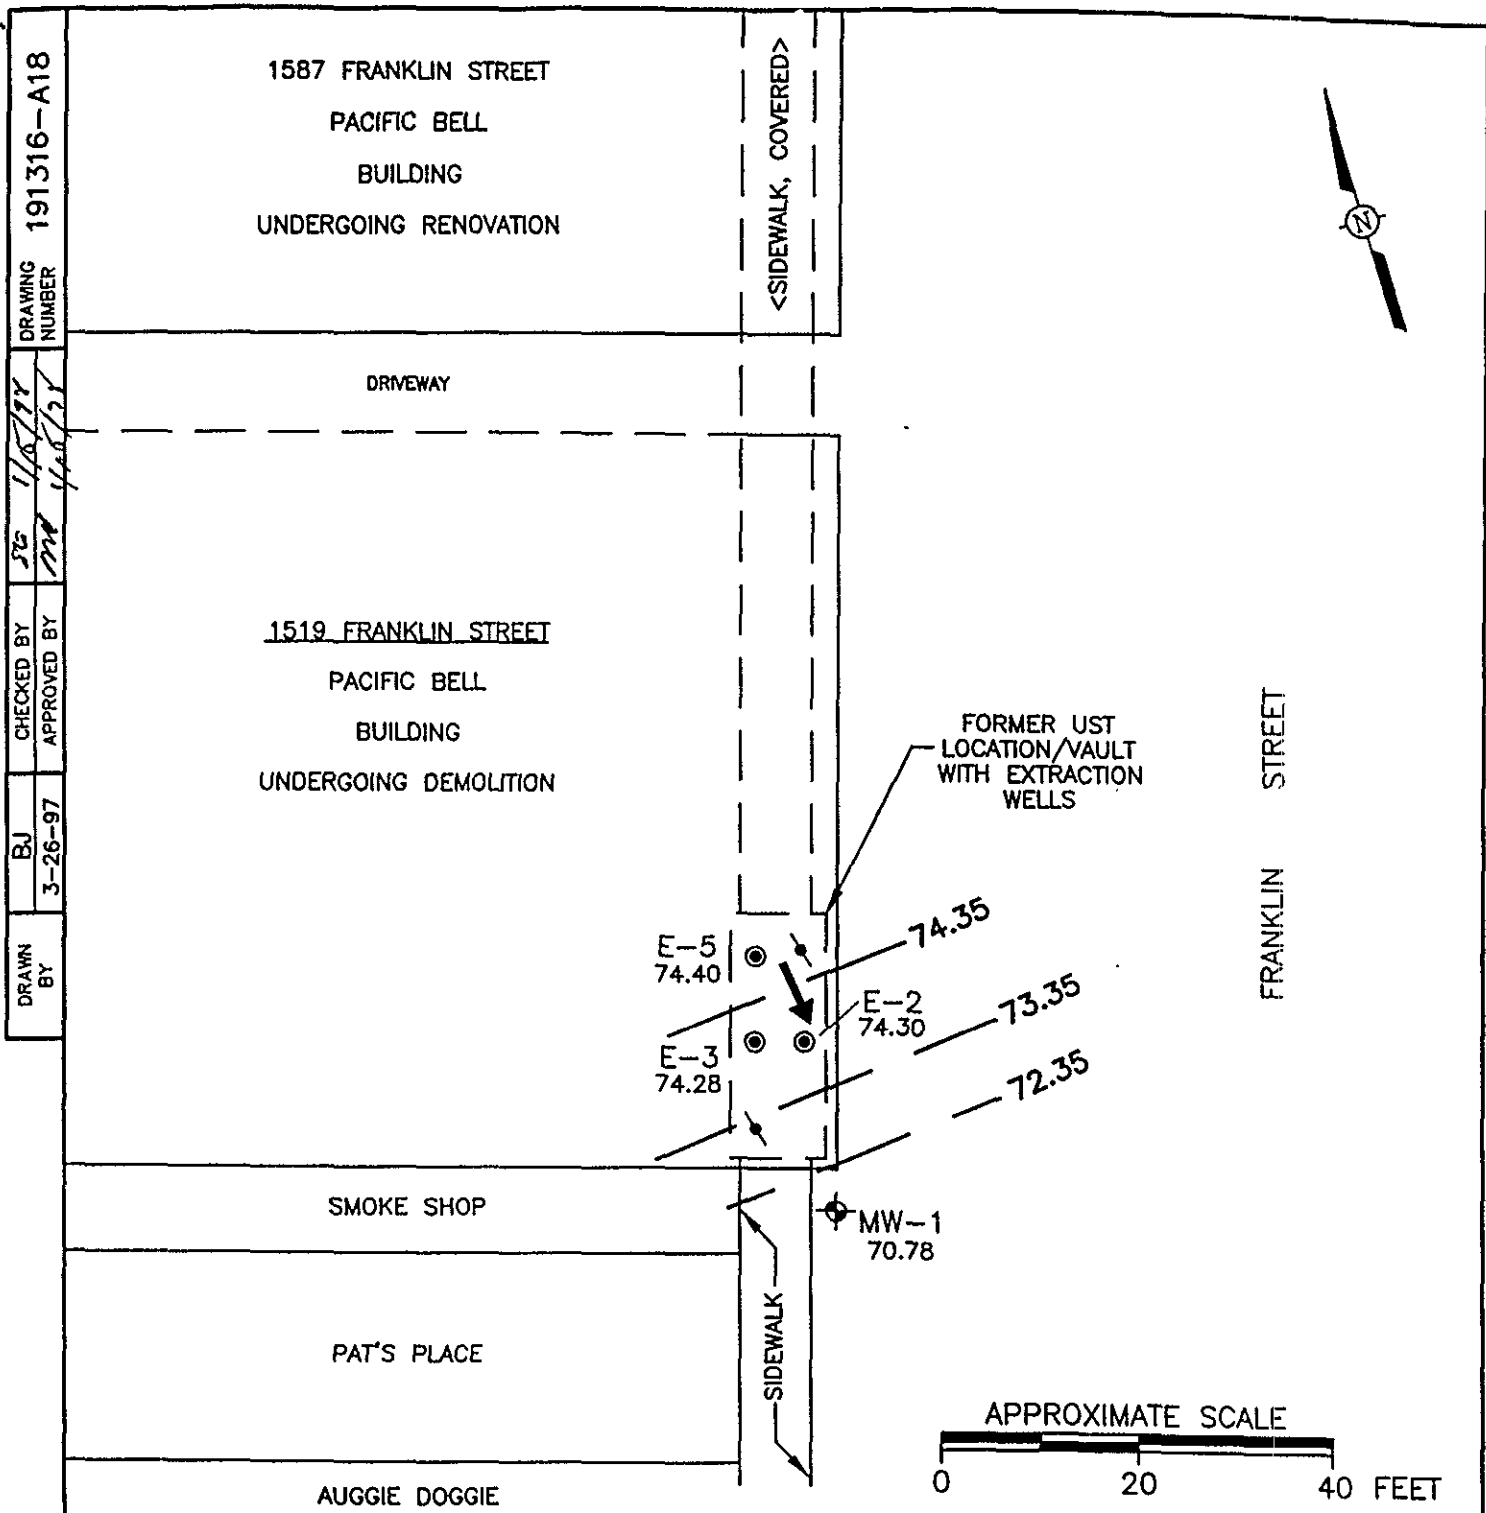 1587 FRANKLIN STREET
PACIFIC BELL
BUILDING
UNDERGOING RENOVATION
<SIDEWALK, COVERED>
N
DRAWING
NUMBER
191316-A18
DRIVEWAY
CHECKED BY
APPROVED BY
1519 FRANKLIN STREET
PACIFIC BELL
BUILDING
UNDERGOING DEMOLITION
BJ
3-26-97
DRAWN
BY
FORMER UST
LOCATION/VAULT
WITH EXTRACTION
WELLS
FRANKLIN STREET
E-5
74.40
74.35
E-2
74.30
73.35
E-3
74.28
72.35
SMOKE SHOP
MW-1
70.78
SIDEWALK
PAT'S PLACE
AUGGIE DOGGIE
APPROXIMATE SCALE
0 20 40 FEET